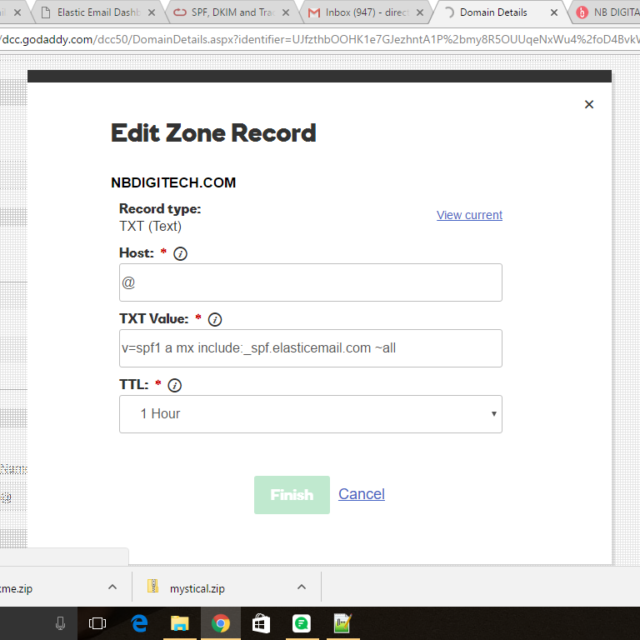 Elastic Email Dashb
SPF, DKIM and Tra
Inbox (947) - direc
Domain Details
NB DIGITA
/dcc.godaddy.com/dcc50/DomainDetails.aspx?identifier=UJfzthbOOHK1e7GJezhntA1P%2bmy8R5OUUqeNxWu4%2foD4Bvk
Edit Zone Record
NBDIGITECH.COM
Record type:
View current
TXT (Text)
Host: *
@
TXT Value: *
v=spf1 a mx include:_spf.elasticemail.com ~all
TTL: *
1 Hour
Name
@
Finish Cancel
me.zip
mystical.zip